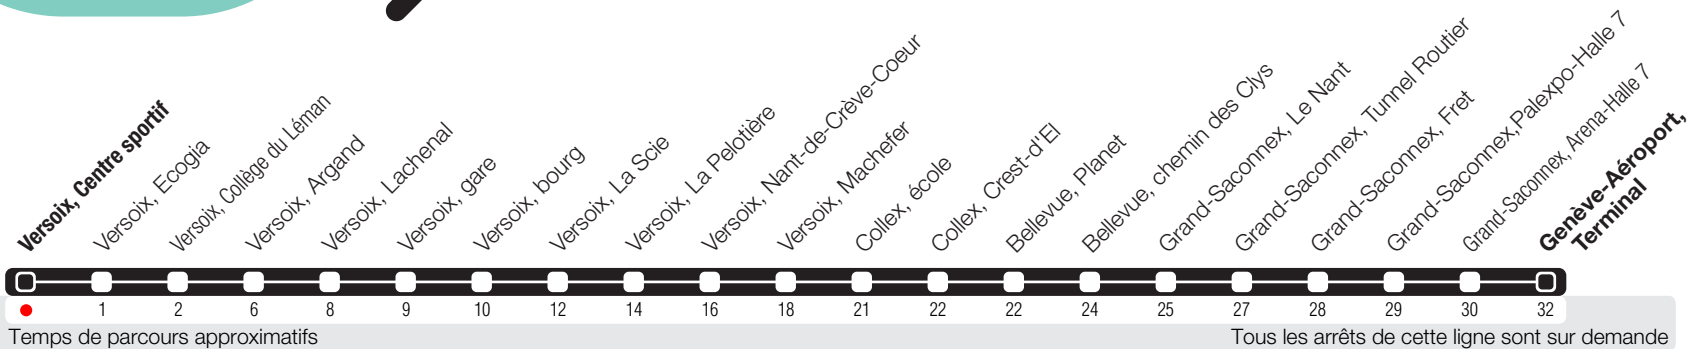 Versoix, Centre sportif
Versoix, Ecogia
Versoix, Collège du Léman
Versoix, Argand
Versoix, Lachenal
Versoix, gare
Versoix, bourg
Versoix, La Scie
Versoix, La Pelotière
Versoix, Nant-de-Crève-Coeur
Versoix, Machefer
Collex, école
Collex, Crest-d'El
Bellevue, Planet
Bellevue, chemin des Clys
Grand-Saconnex, Le Nant
Grand-Saconnex, Tunnel Routier
Grand-Saconnex, Fret
Grand-Saconnex,Palexpo-Halle 7
Grand-Saconnex, Arena-Halle 7
Genève-Aéroport,
Terminal
1 2 6 8 9 10 12 14 16 18 21 22 22 24 25 27 28 29 30 32
Temps de parcours approximatifs
Tous les arrêts de cette ligne sont sur demande